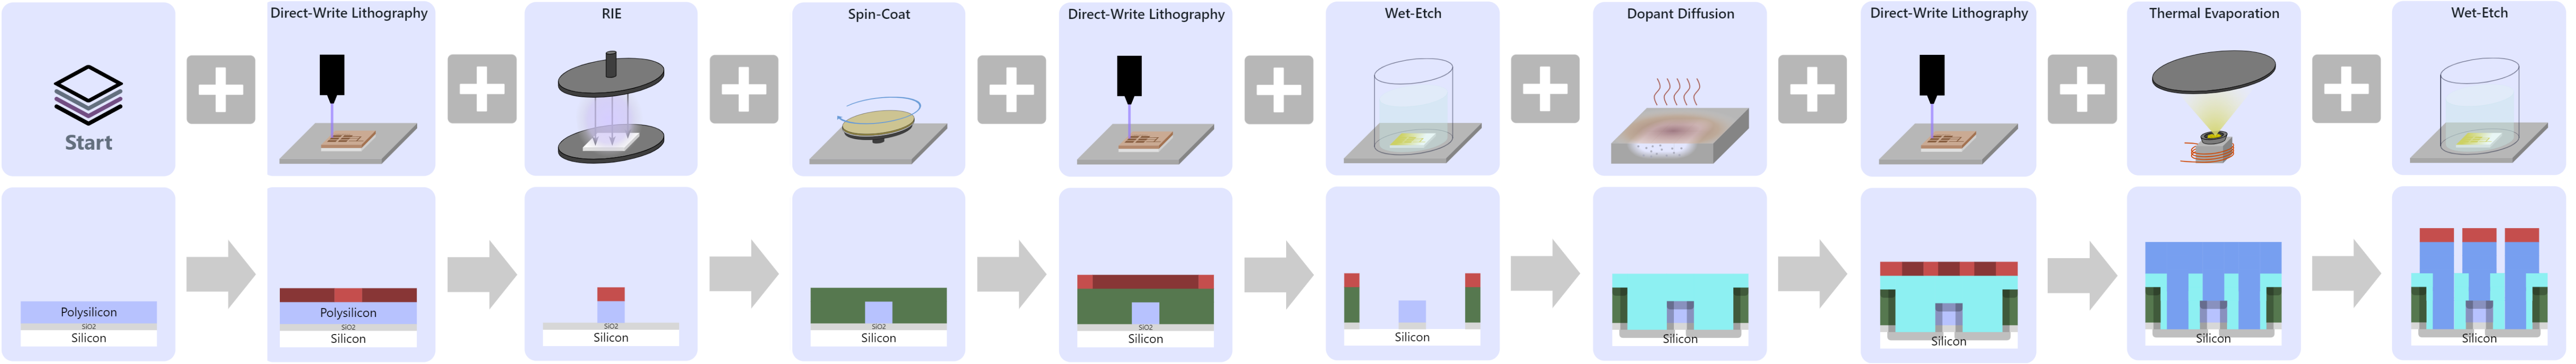 Direct-Write Lithography
RIE
Spin-Coat
Direct-Write Lithography
Wet-Etch
Dopant Diffusion
Direct-Write Lithography
Thermal Evaporation
Wet-Etch
Start
Polysilicon
SiO2
Silicon
Polysilicon
SiO2
Silicon
SiO2
Silicon
SiO2
Silicon
SiO2
Silicon
Silicon
Silicon
Silicon
Silicon
Silicon